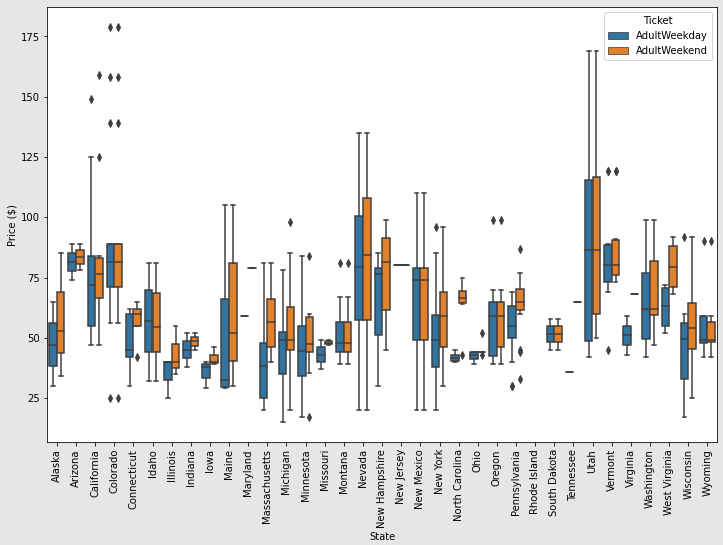 Ticket
AdultWeekday
AdultWeekend
Price ($)
175
150
125
100
75
50
25
Alaska
Arizona
California
Colorado
Connecticut
Idaho
Illinois
Indiana
Iowa
Maine
Maryland
Massachusetts
Michigan
Minnesota
Missouri
Montana
Nevada
New Hampshire
New Jersey
New Mexico
New York
North Carolina
Ohio
Oregon
Pennsylvania
Rhode Island
South Dakota
Tennessee
Utah
Vermont
Virginia
Washington
West Virginia
Wisconsin
Wyoming
State